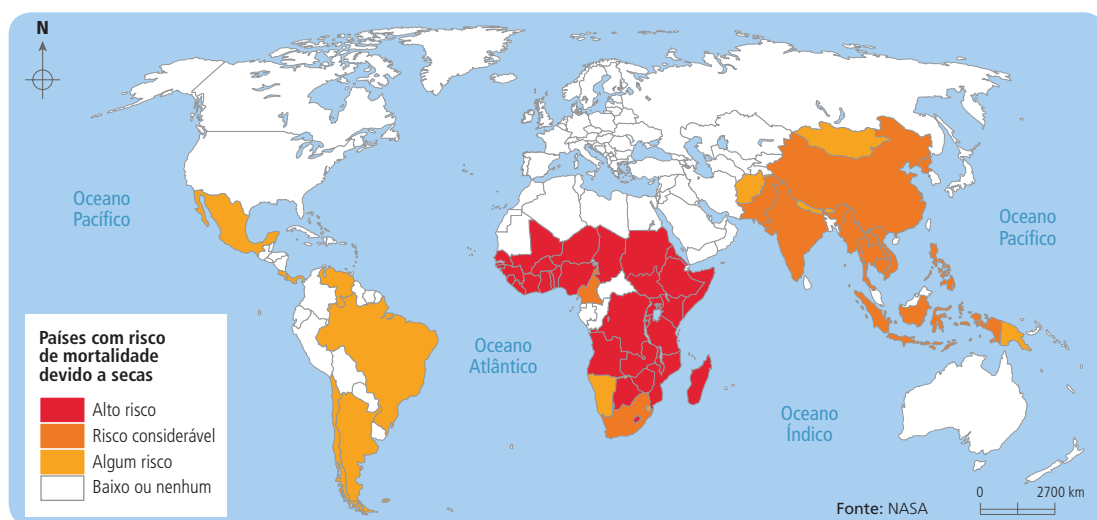 N
Oceano
Pacífico
Oceano
Atlântico
Oceano
Índico
Oceano
Pacífico
Países com risco
de mortalidade
devido a secas
Alto risco
Risco considerável
Algum risco
Baixo ou nenhum
Fonte: NASA
0 2700 km